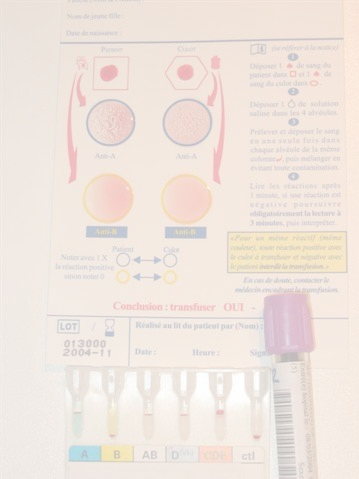 Nom de jeune fille :
Date de naissance :
Patient
Culot
(se référer à la notice)
1
Déposer 1 de sang du
patient dans et 1 de
sang du culot dans
2
Déposer 1 de solution
saline dans les 4 alvéoles.
3
Prélever et déposer le sang
en une seule fois dans
chaque alvéole de la même
colonne, puis mélanger en
évitant toute contamination.
4
Lire les réactions après
1 minute, si une réaction est
négative poursuivre
obligatoirement la lecture à
3 minutes, puis interpréter.
Anti-A
Anti-A
Anti-B
Anti-B
Patient
Culot
Noter avec 1 X
la réaction positive
sinon noter 0
«Pour un même réactif (même
couleur), toute réaction positive avec
le culot à transfuser et négative avec
le patient interdit la transfusion.»
En cas de doute, contacter le
médecin encadrant la transfusion.
Conclusion : transfuser OUI -
LOT
013000
2004-11
Réalisé au lit du patient par (Nom) :
Date :
Heure :
A
B
AB
D
CDE
ctl